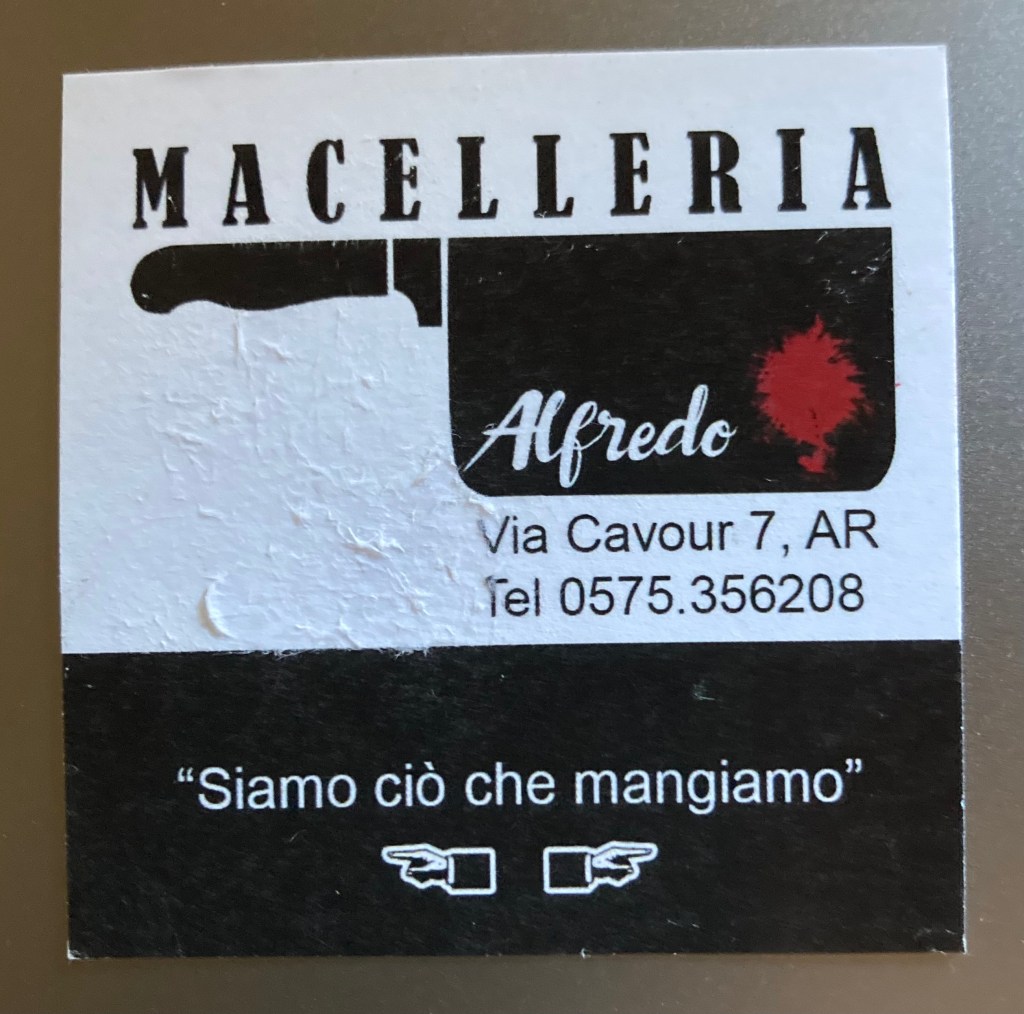 MACELLERIA
Alfredo
Via Cavour 7, AR
Tel 0575.356208
“Siamo ciò che mangiamo”